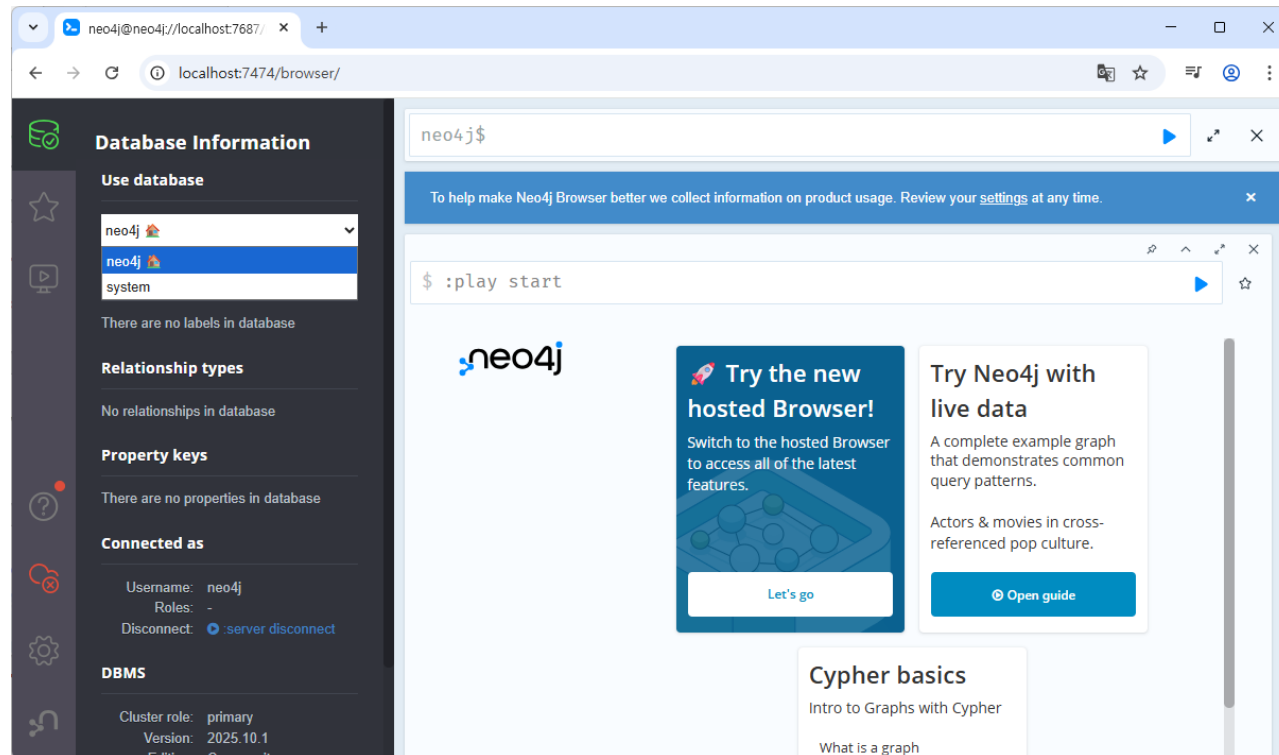 neo4j@neo4j://localhost:7687/
localhost:7474/browser/
Database Information
Use database
neo4j
neo4j
system
There are no labels in database
Relationship types
No relationships in database
Property keys
There are no properties in database
Connected as
Username: neo4j
Roles: -
Disconnect: :server disconnect
DBMS
Cluster role: primary
Version: 2025.10.1
neo4j$
To help make Neo4j Browser better we collect information on product usage. Review your settings at any time.
$ :play start
neo4j
Try the new
hosted Browser!
Switch to the hosted Browser
to access all of the latest
features.
Let's go
Try Neo4j with
live data
A complete example graph
that demonstrates common
query patterns.
Actors & movies in cross-
referenced pop culture.
Open guide
Cypher basics
Intro to Graphs with Cypher
What is a graph